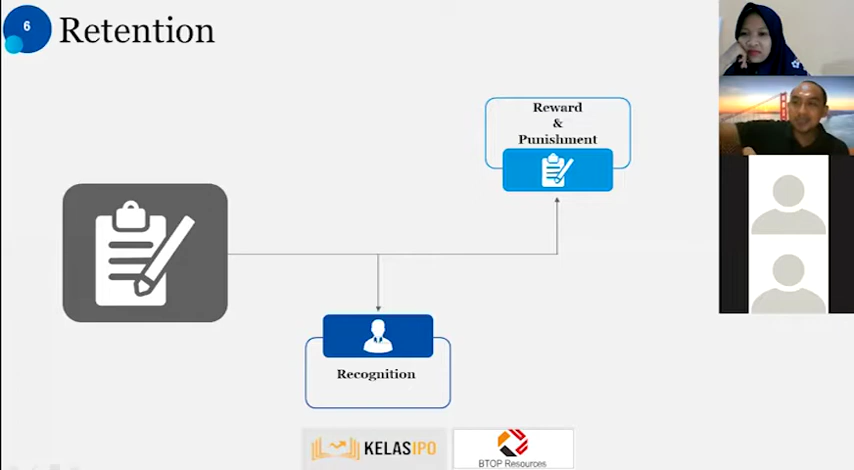 6
Retention
Reward
&
Punishment
Recognition
KELASIPO
BTOP Resources